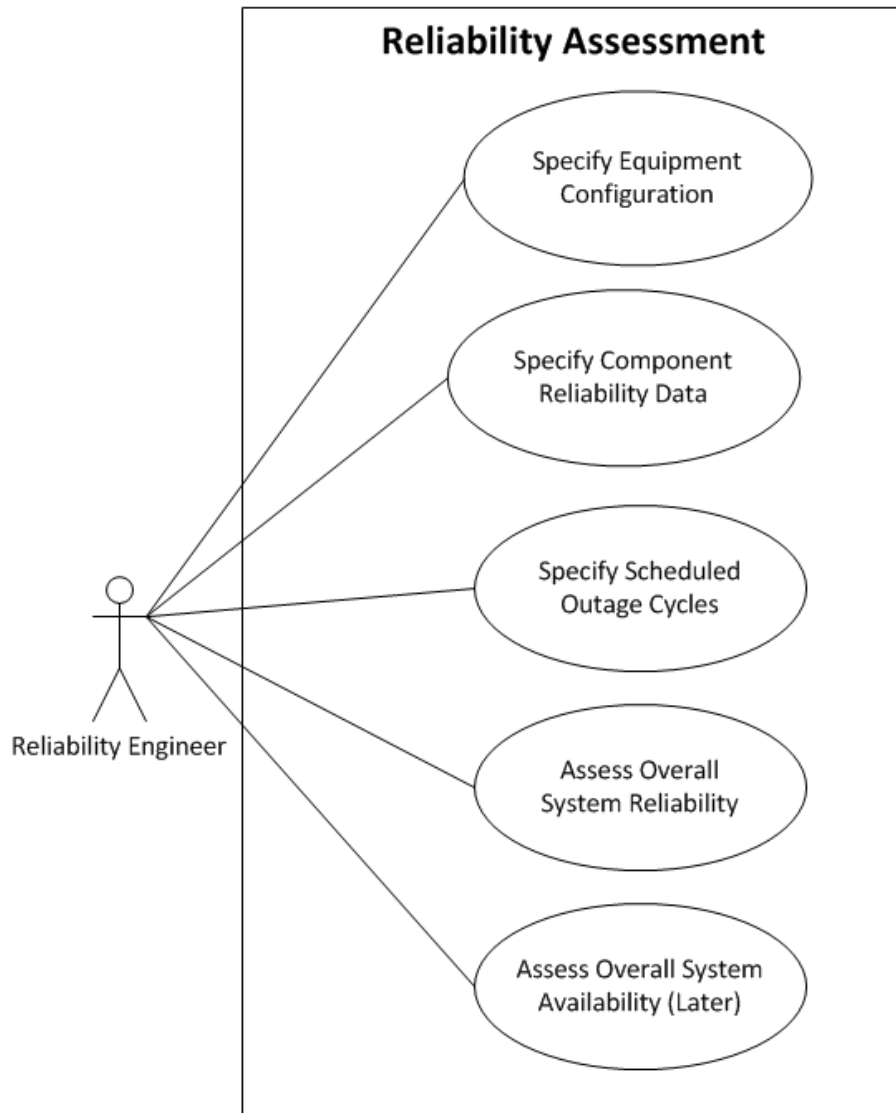 Reliability Assessment
Specify Equipment
Configuration
Specify Component
Reliability Data
Specify Scheduled
Outage Cycles
Reliability Engineer
Assess Overall
System Reliability
Assess Overall System
Availability (Later)